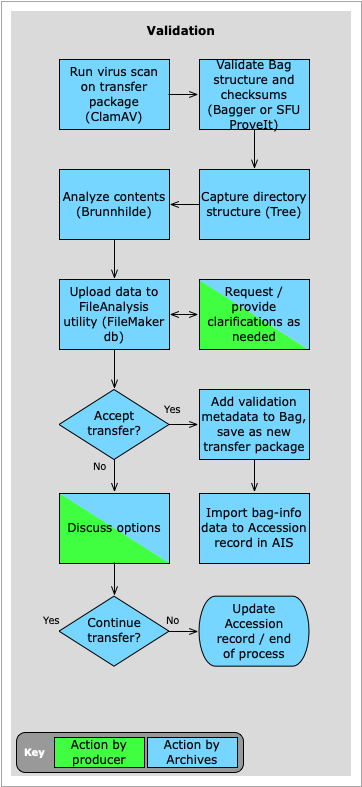 Validation
Run virus scan
on transfer
package
(ClamAV)
Validate Bag
structure and
checksums
(Bagger or SFU
ProveIt)
Analyze contents
(Brunnhilde)
Capture directory
structure (Tree)
Upload data to
FileAnalysis
utility (FileMaker
db)
Request /
provide
clarifications as
needed
Accept
transfer?
Yes
Add validation
metadata to Bag,
save as new
transfer package
No
Discuss options
Import bag-info
data to Accession
record in AIS
Yes
Continue
transfer?
No
Update
Accession
record / end
of process
Key
Action by
producer
Action by
Archives